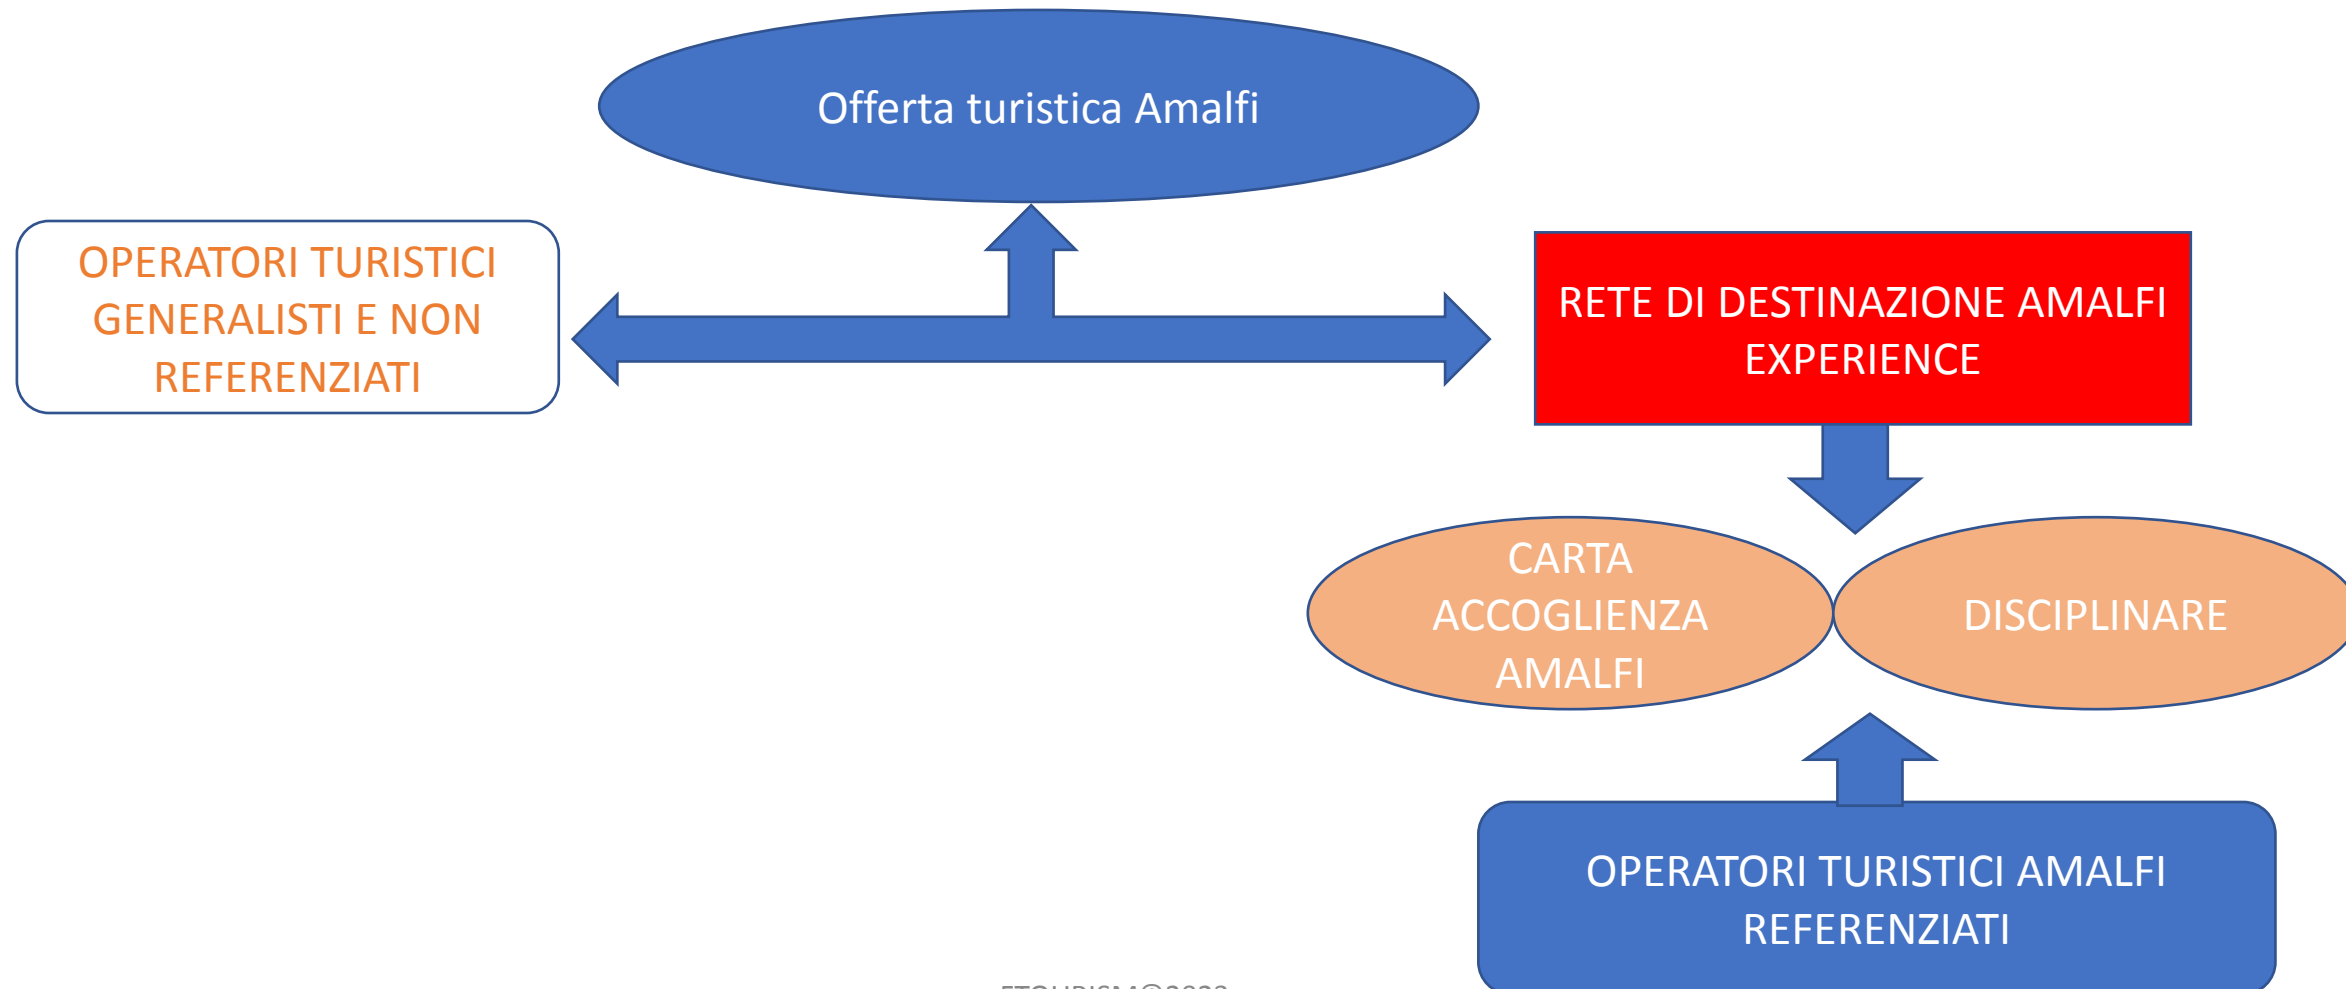 Offerta turistica Amalfi
OPERATORI TURISTICI
GENERALISTI E NON
REFERENZIATI
RETE DI DESTINAZIONE AMALFI
EXPERIENCE
CARTA
ACCOGLIENZA
AMALFI
DISCIPLINARE
OPERATORI TURISTICI AMALFI
REFERENZIATI